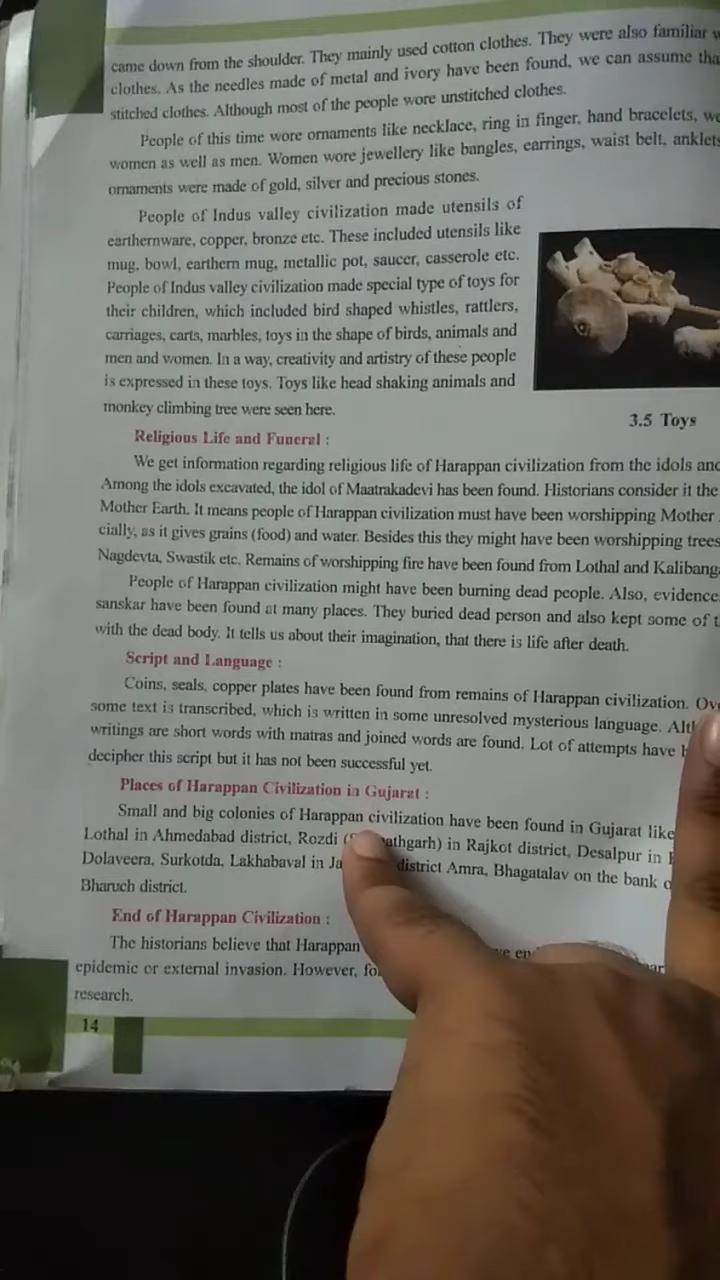 came down from the shoulder. They mainly used cotton clothes. They were also familiar
clothes. As the needles made of metal and ivory have been found, we can assume
stitched clothes. Although most of the people wore unstitched clothes.
People of this time wore ornaments like necklace, ring in finger, hand bracelets,
women as well as men. Women wore jewellery like bangles, earrings, waist belt,
ornaments were made of gold, silver and precious stones.
People of Indus valley civilization made utensils of
earthernware, copper, bronze etc. These included utensils like
mug, bowl, earthern mug, metallic pot, saucer, casserole etc.
People of Indus valley civilization made special type of toys for
their children, which included bird shaped whistles, rattlers,
carriages, carts, marbles, toys in the shape of birds, animals and
men and women. In a way, creativity and artistry of these people
is expressed in these toys. Toys like head shaking animals and
monkey climbing tree were seen here.
3.5 Toys
Religious Life and Funeral :
We get information regarding religious life of Harappan civilization from the idols
Among the idols excavated, the idol of Maatrakadevi has been found. Historians consider it the
Mother Earth. It means people of Harappan civilization must have been worshipping Mother
cially, as it gives grains (food) and water. Besides this they might have been worshipping trees
Nagdevta, Swastik etc. Remains of worshipping fire have been found from Lothal and
People of Harappan civilization might have been burning dead people. Also, evidence
sanskar have been found at many places. They buried dead person and also kept some of
with the dead body. It tells us about their imagination, that there is life after death.
Script and Language :
Coins, seals, copper plates have been found from remains of Harappan civilization.
some text is transcribed, which is written in some unresolved mysterious language.
writings are short words with matras and joined words are found. Lot of attempts have
decipher this script but it has not been successful yet.
Places of Harappan Civilization in Gujarat :
Small and big colonies of Harappan civilization have been found in Gujarat like
Lothal in Ahmedabad district, Rozdi in Rajkot district, Desalpur in
Dolaveera, Surkotda, Lakhabaval in district Amra, Bhagatalav on the bank
Bharuch district.
End of Harappan Civilization :
The historians believe that Harappan
epidemic or external invasion. However,
research.
14